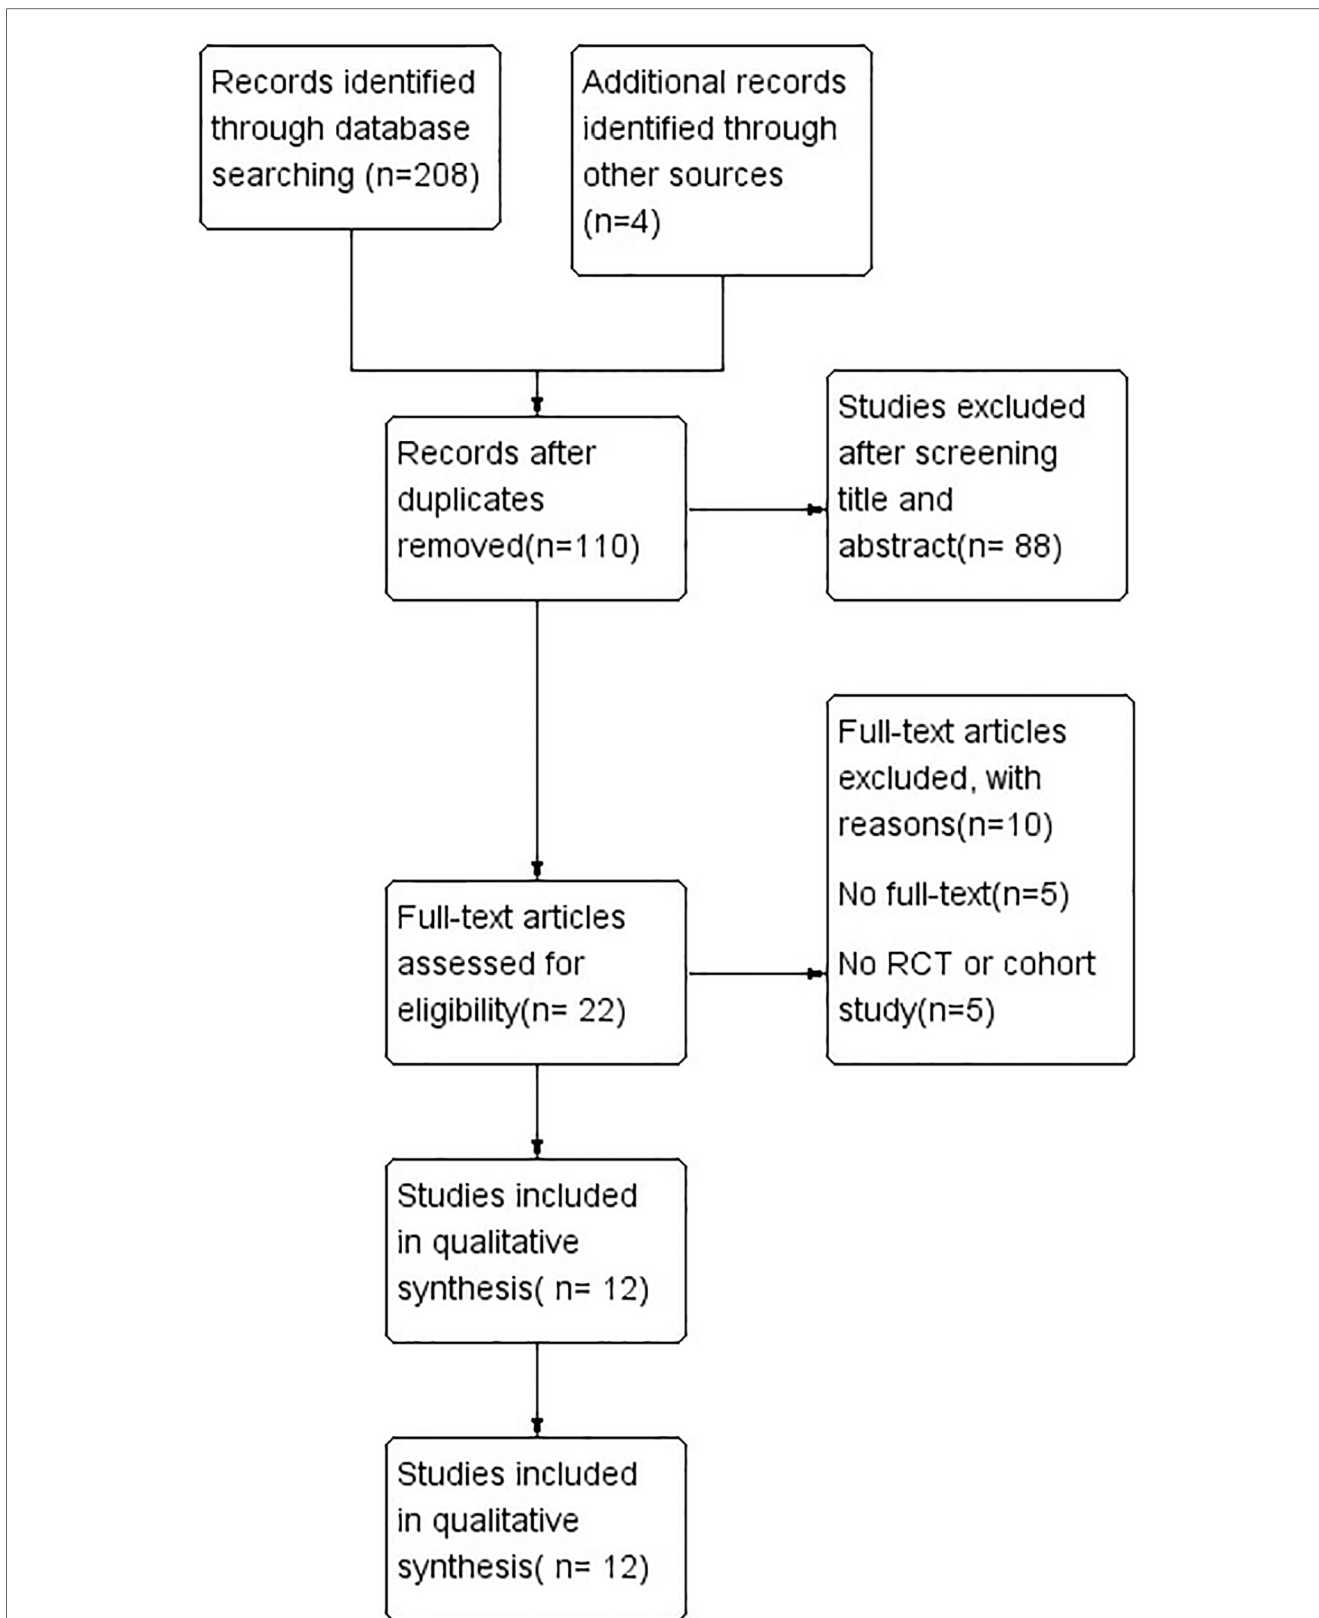 Records identified
through database
searching (n=208)
Additional records
identified through
other sources
(n=4)
Records after
duplicates
removed(n=110)
Studies excluded
after screening
title and
abstract(n= 88)
Full-text articles
excluded, with
reasons(n=10)
No full-text(n=5)
No RCT or cohort
study(n=5)
Full-text articles
assessed for
eligibility(n= 22)
Studies included
in qualitative
synthesis( n= 12)
Studies included
in qualitative
synthesis( n= 12)